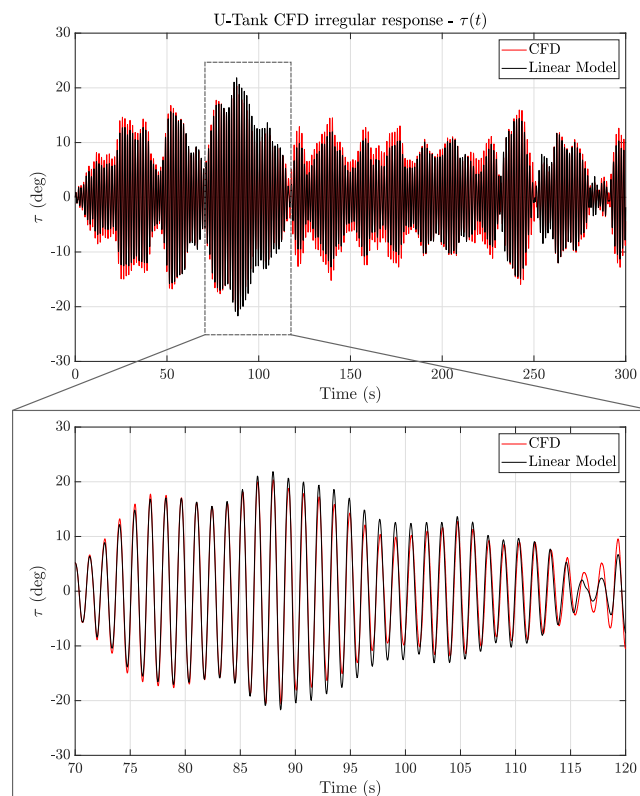 U-Tank CFD irregular response - τ(t)
30
20
10
0
-10
-20
-30
τ (deg)
CFD
Linear Model
0 50 100 150 200 250 300
Time (s)
30
20
10
0
-10
-20
-30
τ (deg)
CFD
Linear Model
70 75 80 85 90 95 100 105 110 115 120
Time (s)